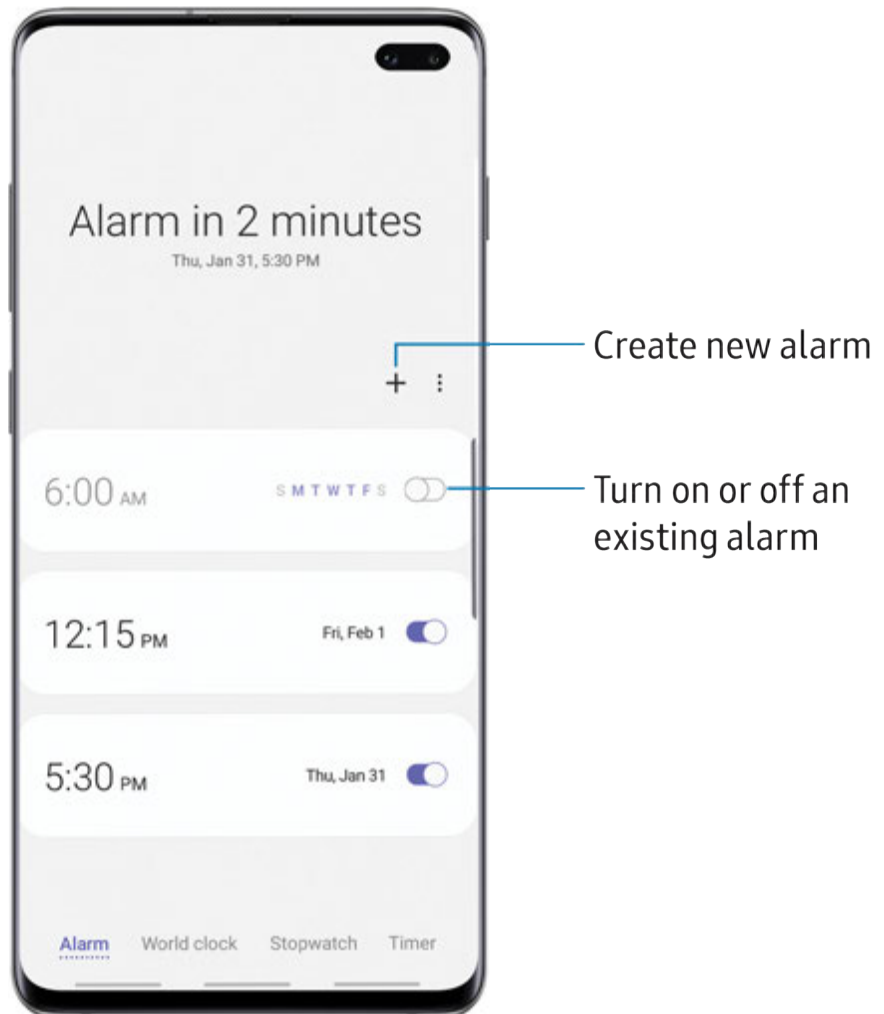 Alarm in 2 minutes
Thu, Jan 31, 5:30 PM
Create new alarm
6:00 AM S M T W T F S
Turn on or off an
existing alarm
12:15 PM Fri, Feb 1
5:30 PM Thu, Jan 31
Alarm World clock Stopwatch Timer